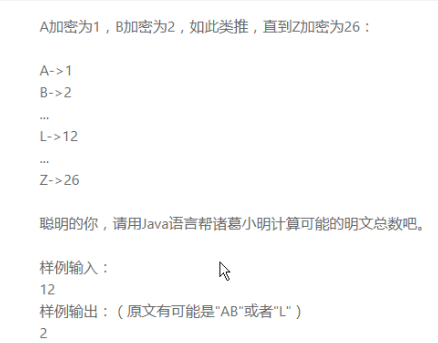 A加密为1，B加密为2，如此类推，直到Z加密为26：
A->1
B->2
...
L->12
...
Z->26
聪明的你，请用Java语言帮诸葛小明计算可能的明文总数吧。
样例输入：
12
样例输出：（原文有可能是"AB"或者"L"）
2